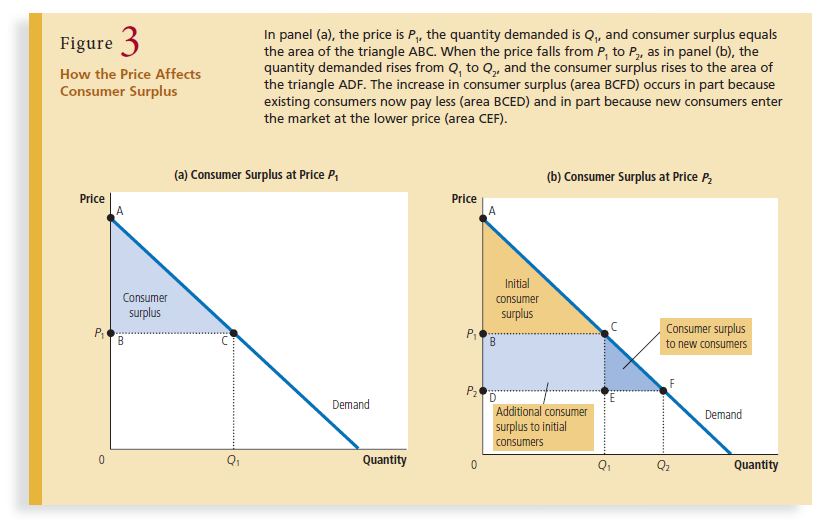 Figure 3
How the Price Affects
Consumer Surplus
In panel (a), the price is P₁, the quantity demanded is Q₁, and consumer surplus equals
the area of the triangle ABC. When the price falls from P₁ to P₂, as in panel (b), the
quantity demanded rises from Q₁ to Q₂, and the consumer surplus rises to the area of
the triangle ADF. The increase in consumer surplus (area BCFD) occurs in part because
existing consumers now pay less (area BCED) and in part because new consumers enter
the market at the lower price (area CEF).
(a) Consumer Surplus at Price P₁
Price
A
Consumer
surplus
P₁
B
C
Demand
0
Q₁
Quantity
(b) Consumer Surplus at Price P₂
Price
A
Initial
consumer
surplus
C
Consumer surplus
to new consumers
P₁
B
P₂
D
E
F
Additional consumer
surplus to initial
consumers
Demand
0
Q₁
Q₂
Quantity